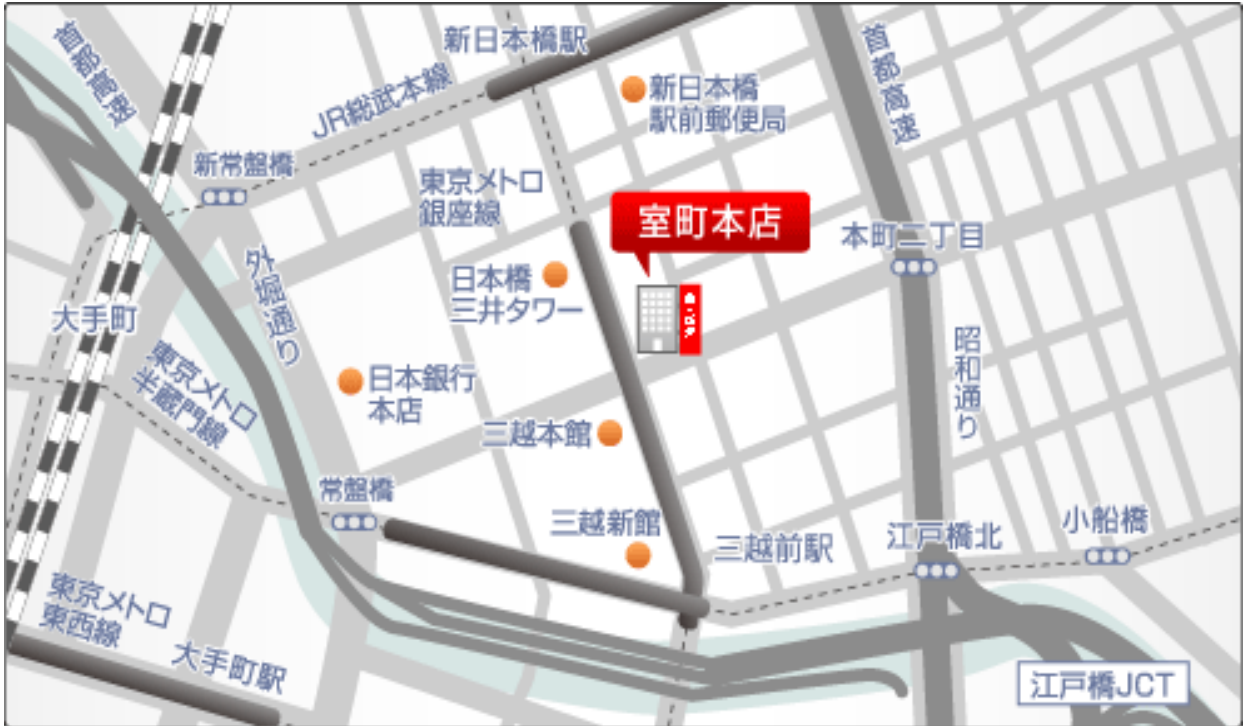 新日本橋駅
首都高速
首都高速
新日本橋
駅前郵便局
JR総武本線
新常盤橋
東京メトロ
銀座線
室町本店
本町二丁目
外堀通り
日本橋
三井タワー
大手町
昭和通り
東京メトロ
半蔵門線
日本銀行
本店
三越本館
常盤橋
三越新館
三越前駅
江戸橋北
小船橋
東京メトロ
東西線
大手町駅
江戸橋JCT